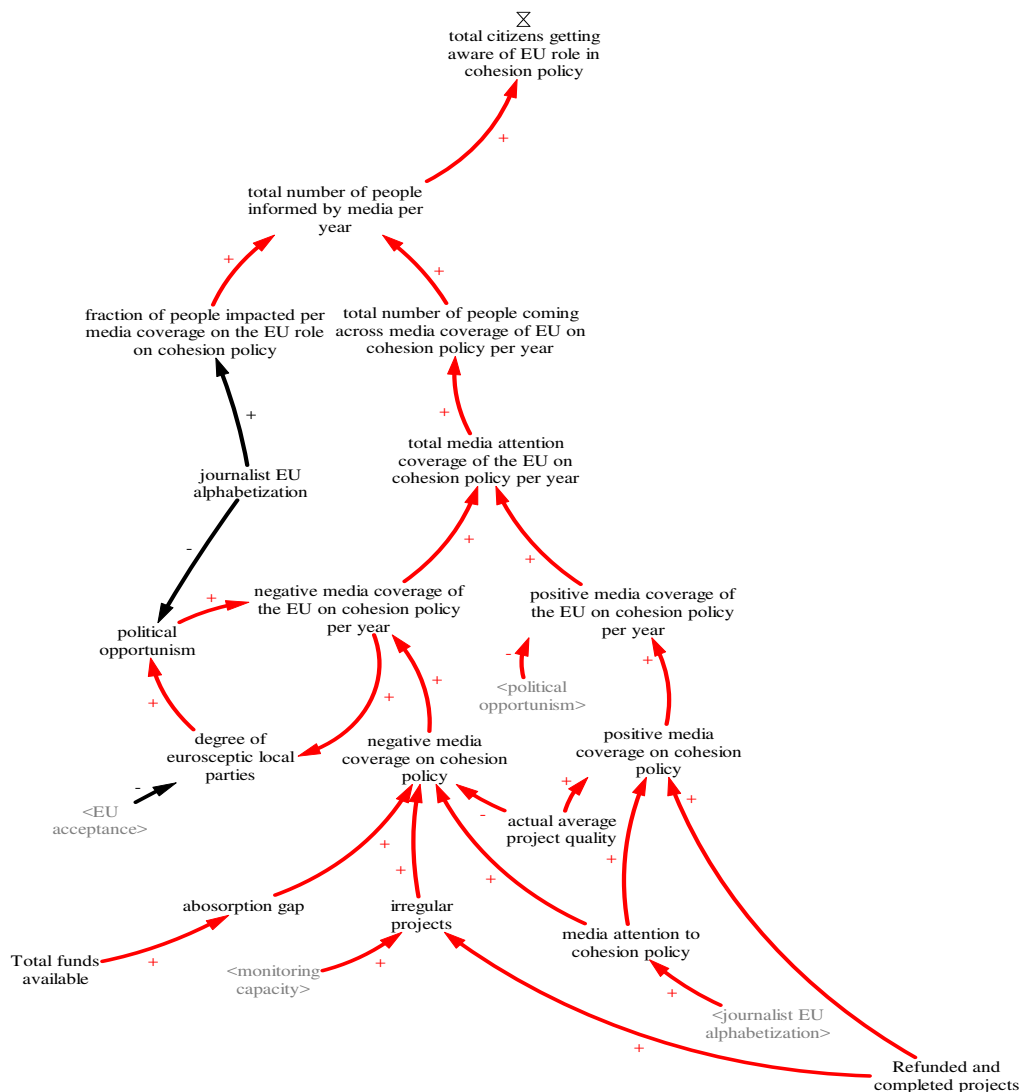 total citizens getting
aware of EU role in
cohesion policy
+
total number of people
informed by media per
year
+
+
fraction of people impacted per
media coverage on the EU role
on cohesion policy
total number of people coming
across media coverage of EU on
cohesion policy per year
+
+
total media attention
coverage of the EU on
cohesion policy per year
journalist EU
alphabetization
-
+
+
negative media coverage of
the EU on cohesion policy
per year
positive media coverage of
the EU on cohesion policy
per year
+
political
opportunism
-
+
+
+
+
<political
opportunism>
degree of
eurosceptic local
parties
negative media
coverage on cohesion
policy
positive media
coverage on cohesion
policy
-
<EU
acceptance>
-
+
+
actual average
project quality
+
+
+
+
abosorption gap
irregular
projects
media attention to
cohesion policy
Total funds
available
+
<monitoring
capacity>
+
+
<journalist EU
alphabetization>
+
Refunded and
completed projects